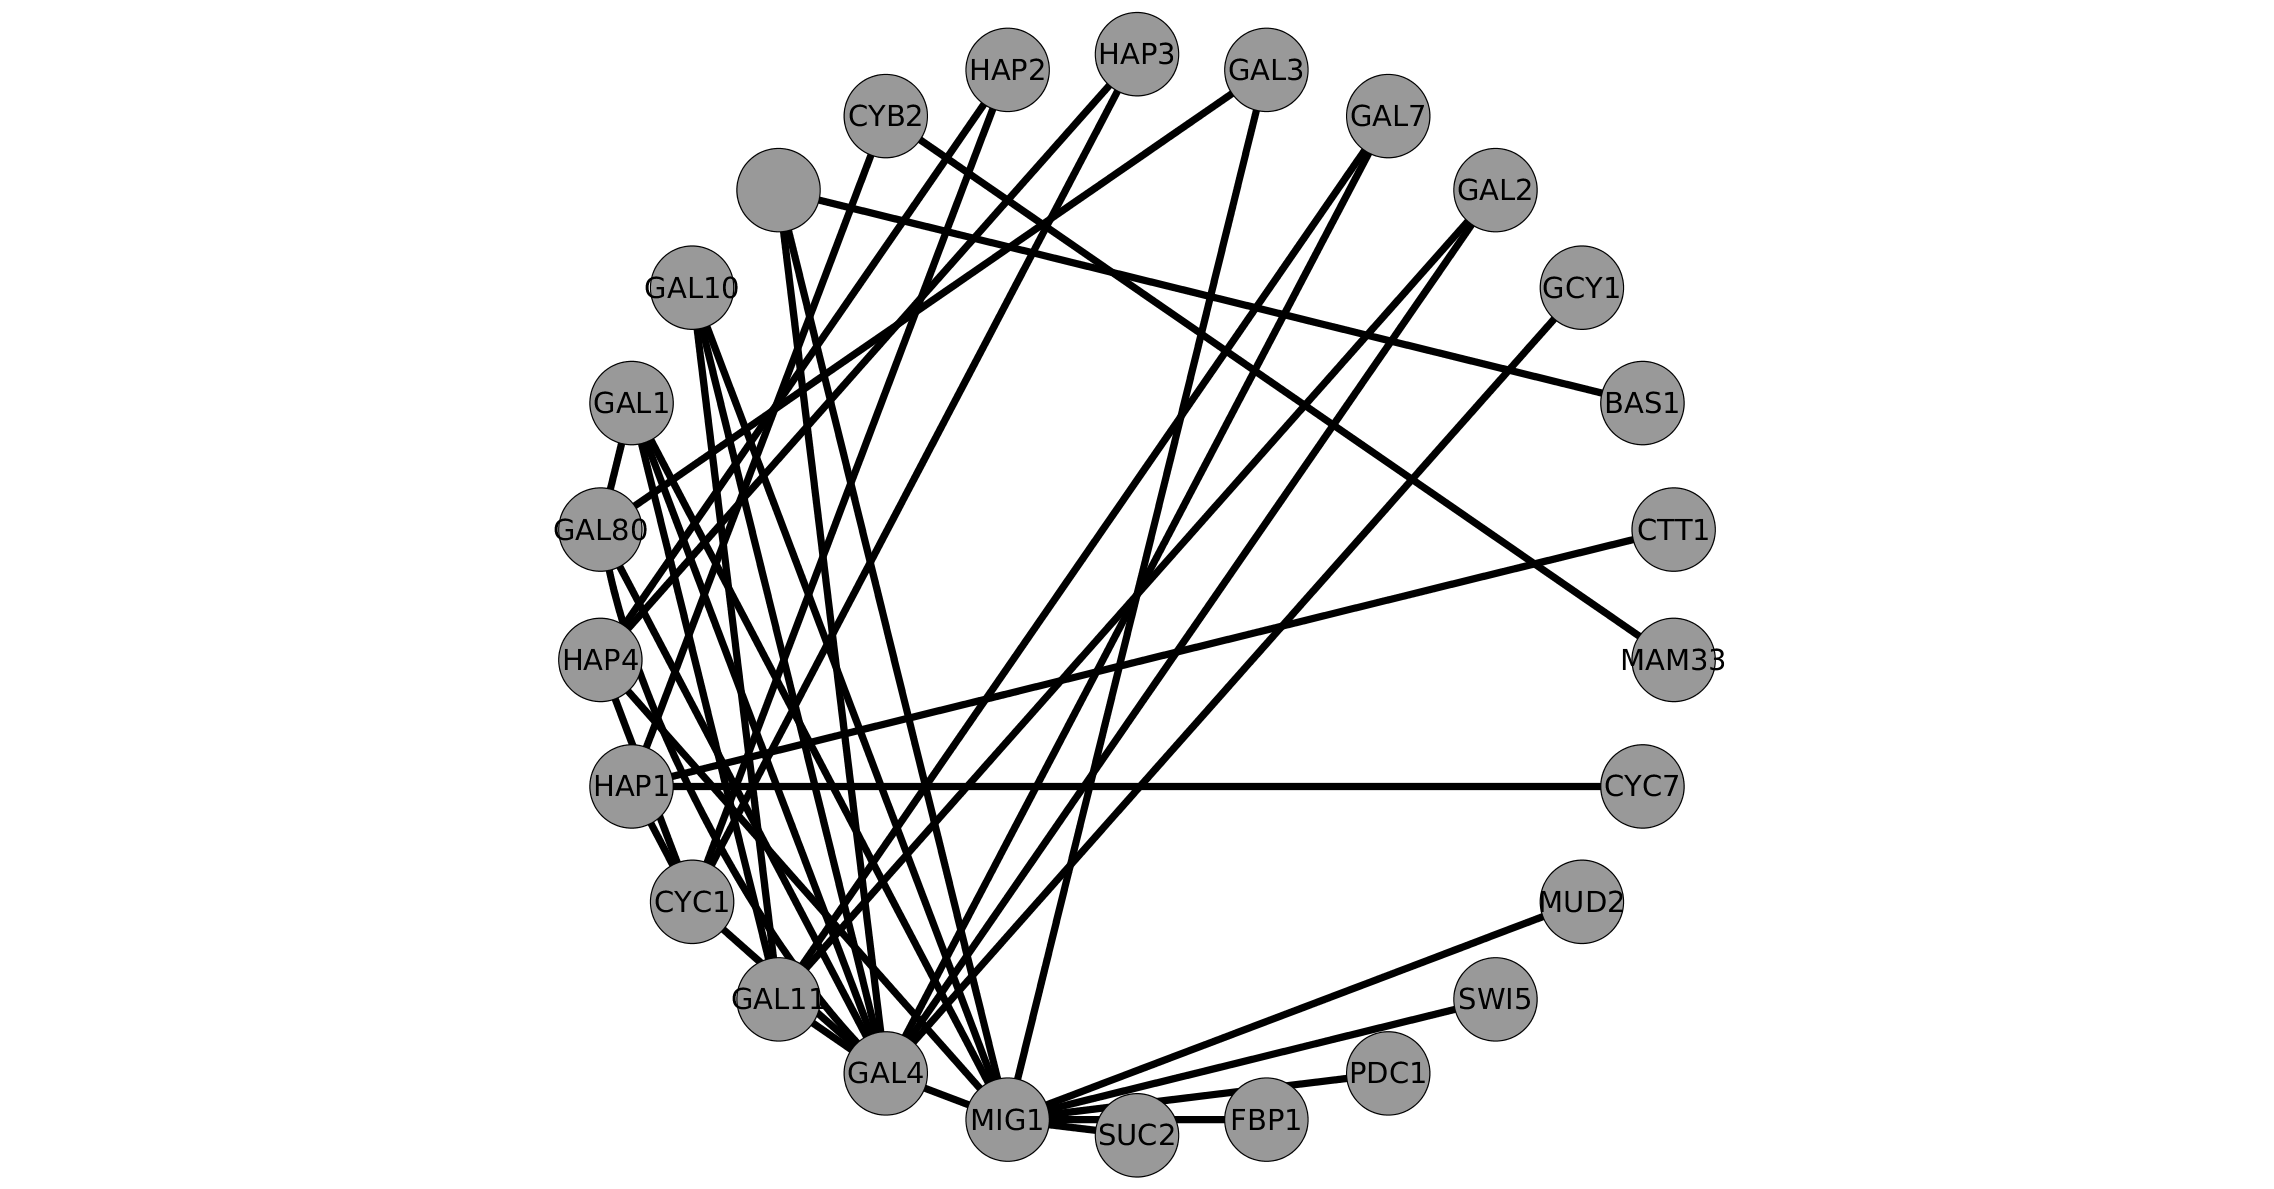 HAP3
HAP2
GAL3
CYB2
GAL7
GAL2
GAL10
GCY1
GAL1
BAS1
GAL80
CTT1
HAP4
MAM33
HAP1
CYC7
CYC1
MUD2
GAL11
SWI5
GAL4
PDC1
MIG1
FBP1
SUC2